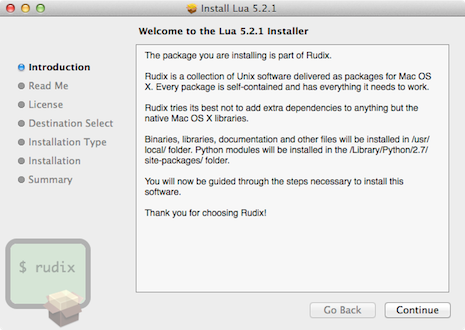 Install Lua 5.2.1
Welcome to the Lua 5.2.1 Installer
Introduction
Read Me
License
Destination Select
Installation Type
Installation
Summary
The package you are installing is part of Rudix.
Rudix is a collection of Unix software delivered as packages for Mac OS
X. Every package is self-contained and has everything it needs to work.
Rudix tries its best not to add extra dependencies to anything but the
native Mac OS X libraries.
Binaries, libraries, documentation and other files will be installed in /usr/
local/ folder. Python modules will be installed in the /Library/Python/2.7/
site-packages/ folder.
You will now be guided through the steps necessary to install this
software.
Thank you for choosing Rudix!
$ rudix
Go Back
Continue